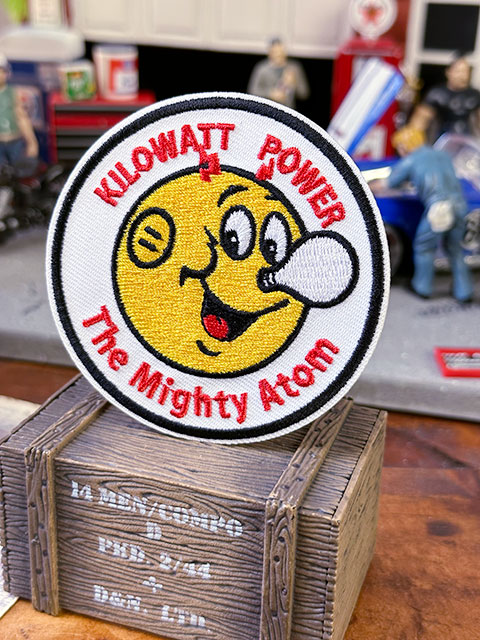 KILOWATT POWER
The Mighty Atom
14 MEN/COMPO
B
PKD. 2/44
+
D&N. LTD.